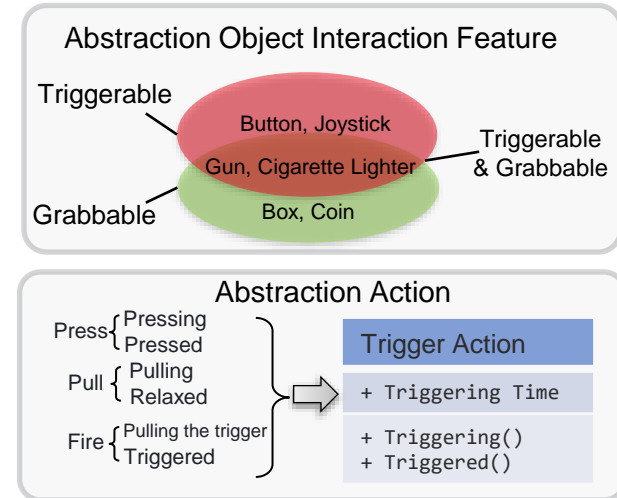 Abstraction Object Interaction Feature
Triggerable
Button, Joystick
Gun, Cigarette Lighter
Triggerable
& Grabbable
Grabbable
Box, Coin
Abstraction Action
Press
Pressing
Pressed
Pull
Pulling
Relaxed
Fire
Pulling the trigger
Triggered
Trigger Action
+ Triggering Time
+ Triggering()
+ Triggered()